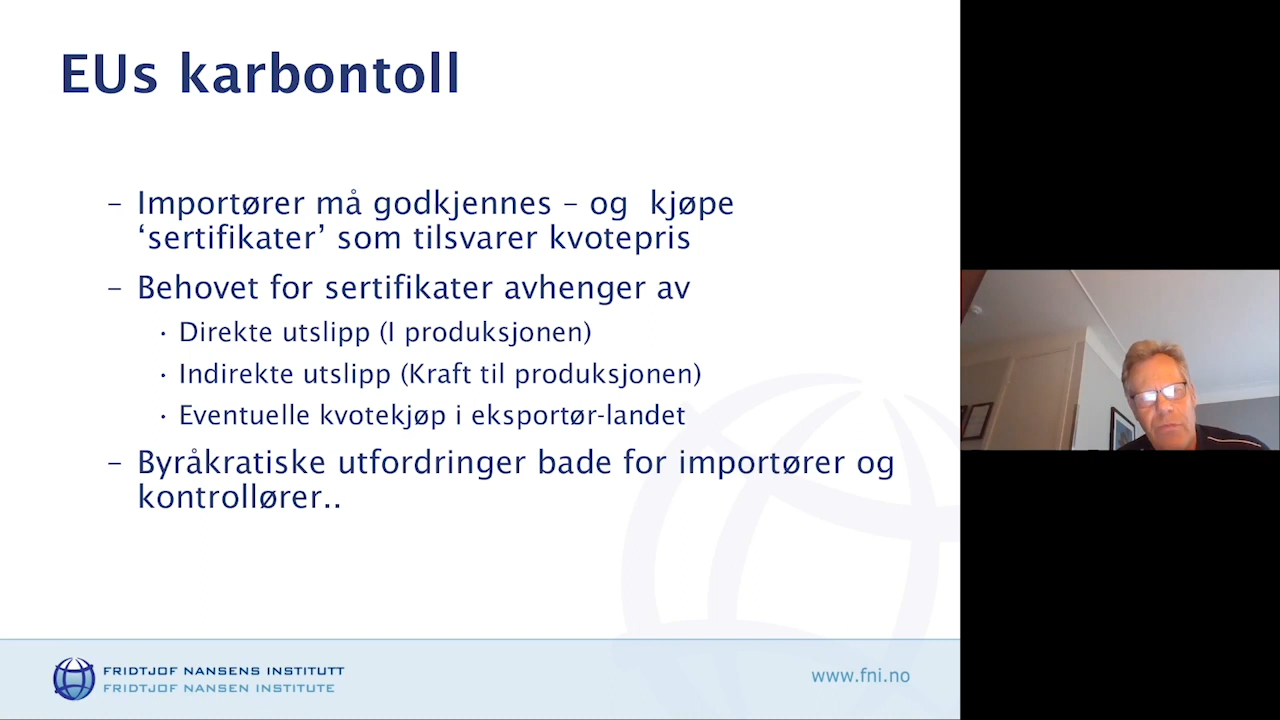 EUs karbontoll
– Importører må godkjennes – og  kjøpe
‘sertifikater’ som tilsvarer kvotepris
– Behovet for sertifikater avhenger av
• Direkte utslipp (I produksjonen)
• Indirekte utslipp (Kraft til produksjonen)
• Eventuelle kvotekjøp i eksportør-landet
– Byråkratiske utfordringer bade for importører og
kontrollører..
FRIDTJOF NANSENS INSTITUTT
FRIDTJOF NANSEN INSTITUTE
www.fni.no